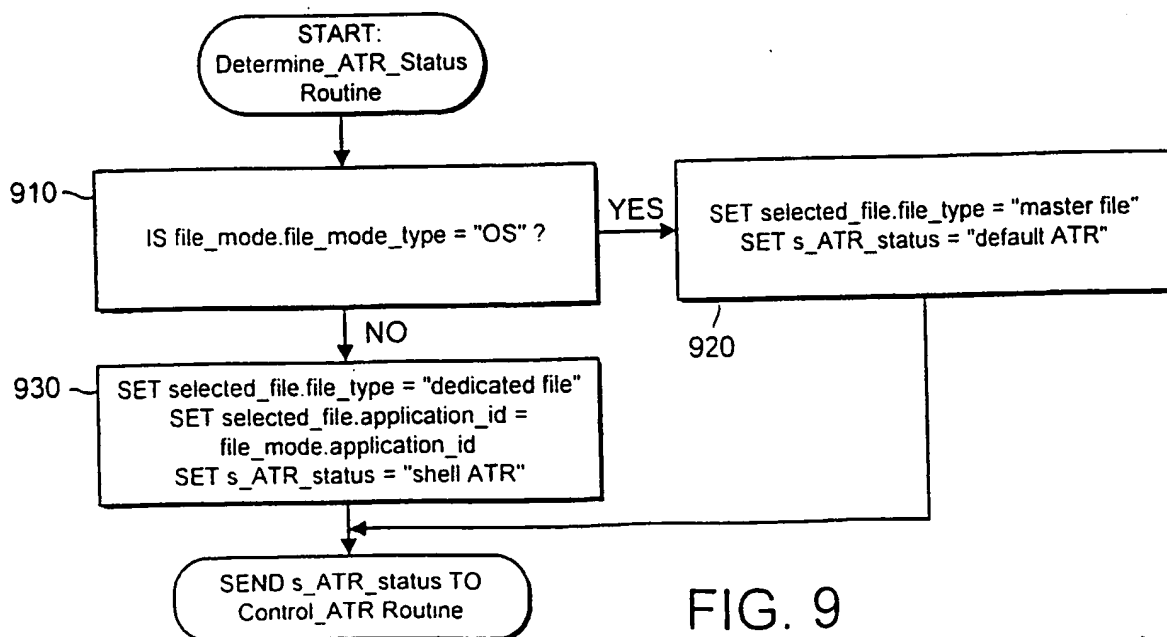 START:
Determine_ATR_Status
Routine
910
IS file_mode.file_mode_type = "OS" ?
YES
SET selected_file.file_type = "master file"
SET s_ATR_status = "default ATR"
920
NO
930
SET selected_file.file_type = "dedicated file"
SET selected_file.application_id =
file_mode.application_id
SET s_ATR_status = "shell ATR"
SEND s_ATR_status TO
Control_ATR Routine
FIG. 9